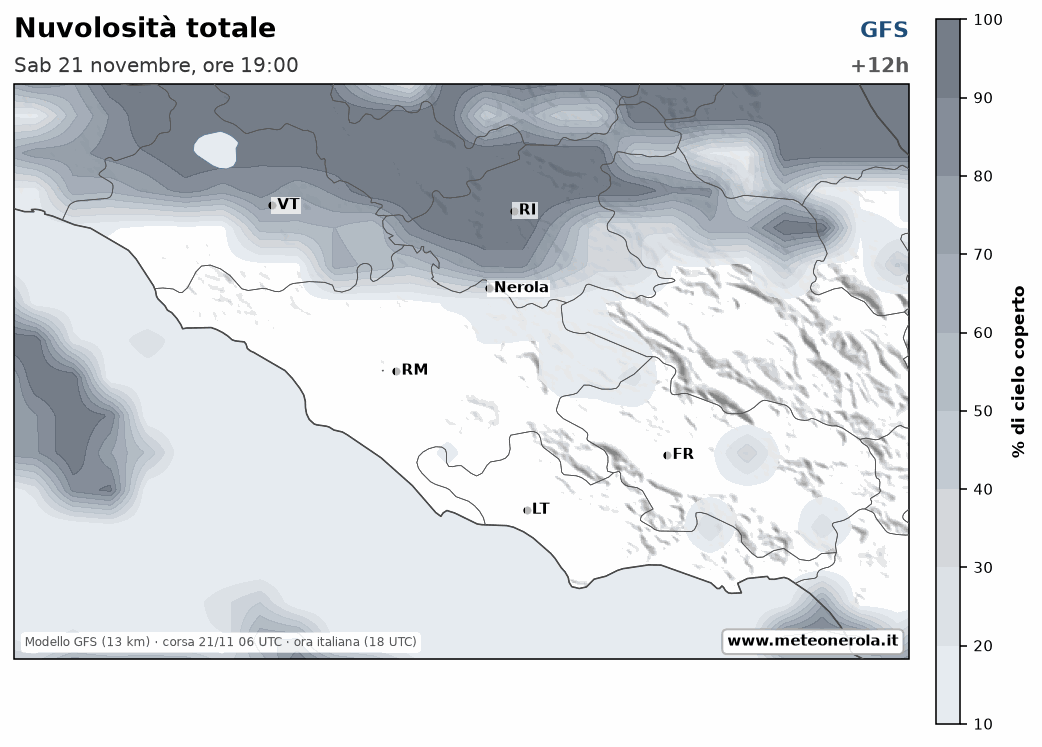 Nuvolosità totale
GFS
Sab 21 novembre, ore 19:00
+12h
100
90
80
70
60
50
40
30
20
10
% di cielo coperto
VT
RI
Nerola
RM
FR
LT
Modello GFS (13 km) · corsa 21/11 06 UTC · ora italiana (18 UTC)
www.meteonerola.it